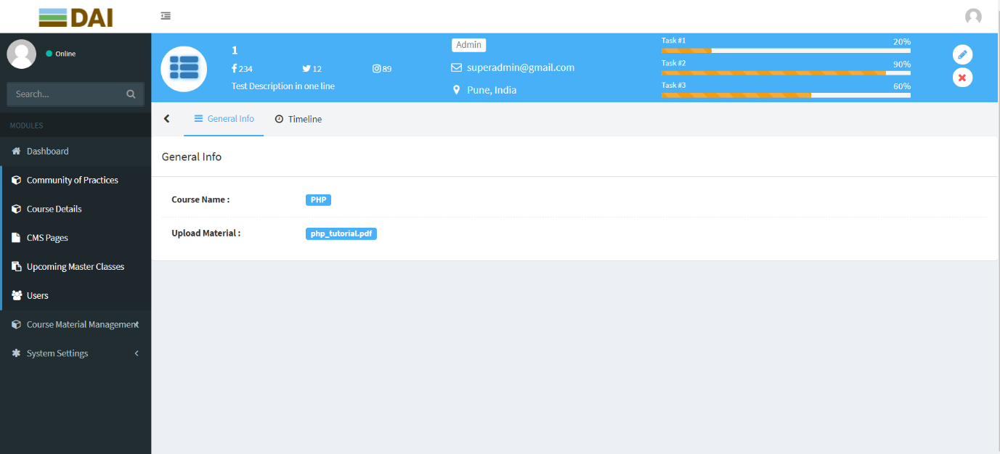 DAI
Online
Search...
MODULES
Dashboard
Community of Practices
Course Details
CMS Pages
Upcoming Master Classes
Users
Course Material Management
System Settings
1
234 12 89
Test Description in one line
Admin
superadmin@gmail.com
Pune, India
Task #1 20%
Task #2 90%
Task #3 60%
General Info Timeline
General Info
Course Name : PHP
Upload Material : php_tutorial.pdf